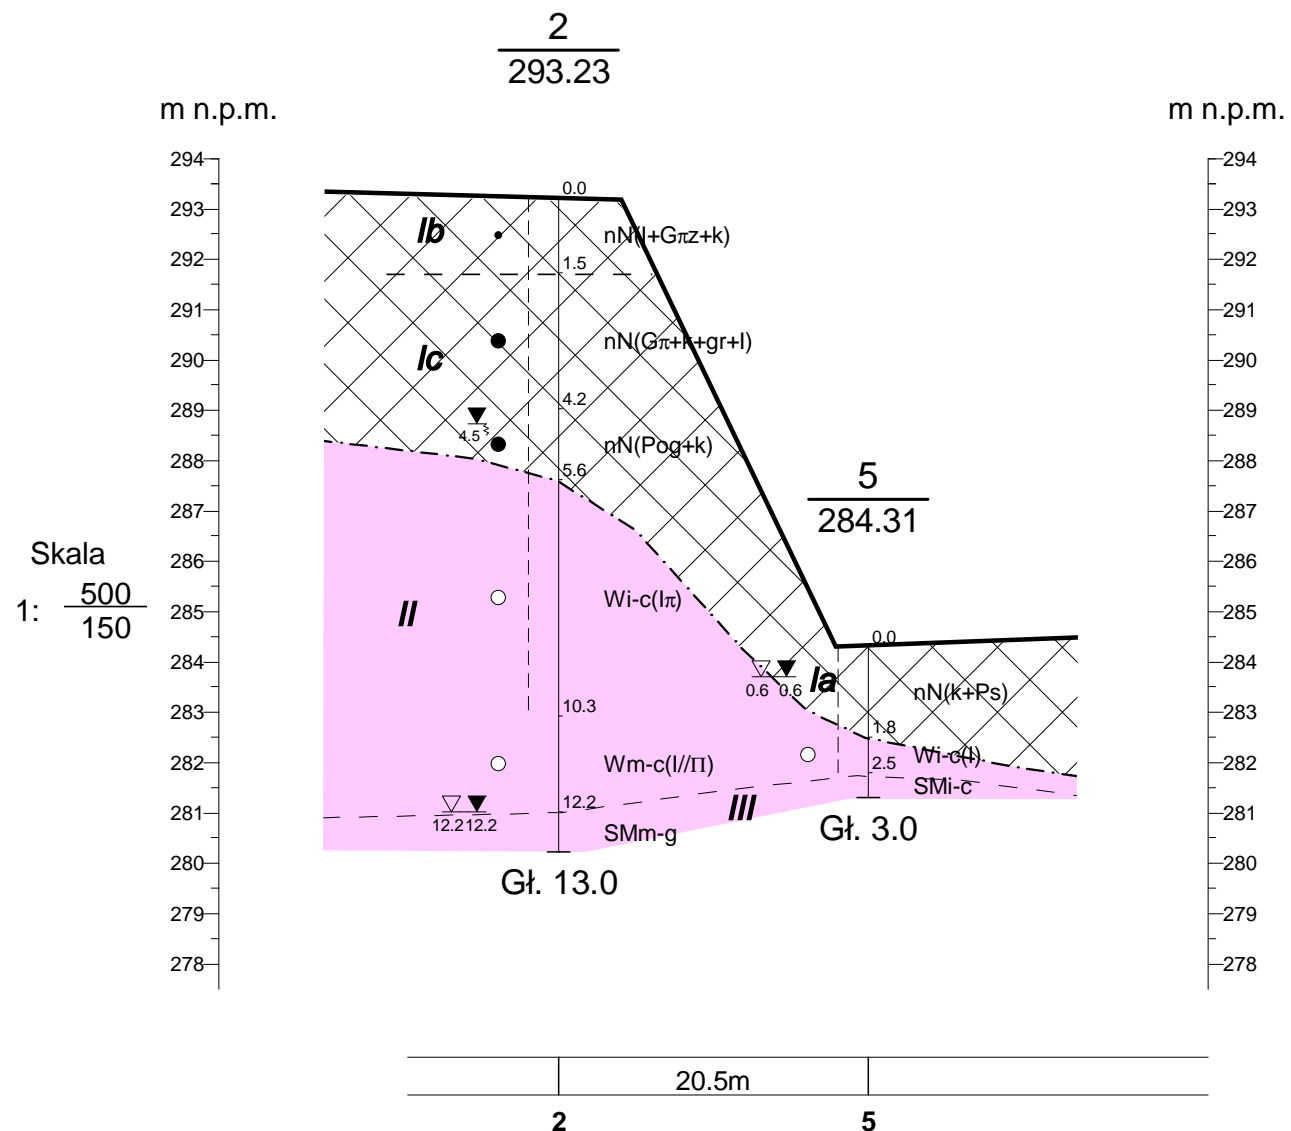 2
293.23
m n.p.m.
m n.p.m.
294
294
0.0
293
293
Ib
nN(I+Gπz+k)
292
292
1.5
291
291
nN(Gπ+k+gr+I)
290
290
Ic
4.2
289
289
4.5
nN(Pog+k)
288
288
5.6
5
284.31
287
287
286
286
Skala
1: 500
150
II
Wi-c(Iπ)
285
285
0.0
284
284
0.6 0.6
Ia
nN(k+Ps)
283
283
10.3
1.8
Wi-c(I)
282
282
Wm-c(I//Π)
2.5
SMi-c
281
281
12.2 12.2
12.2
III
SMm-g
Gł. 3.0
280
280
Gł. 13.0
279
279
278
278
20.5m
2
5